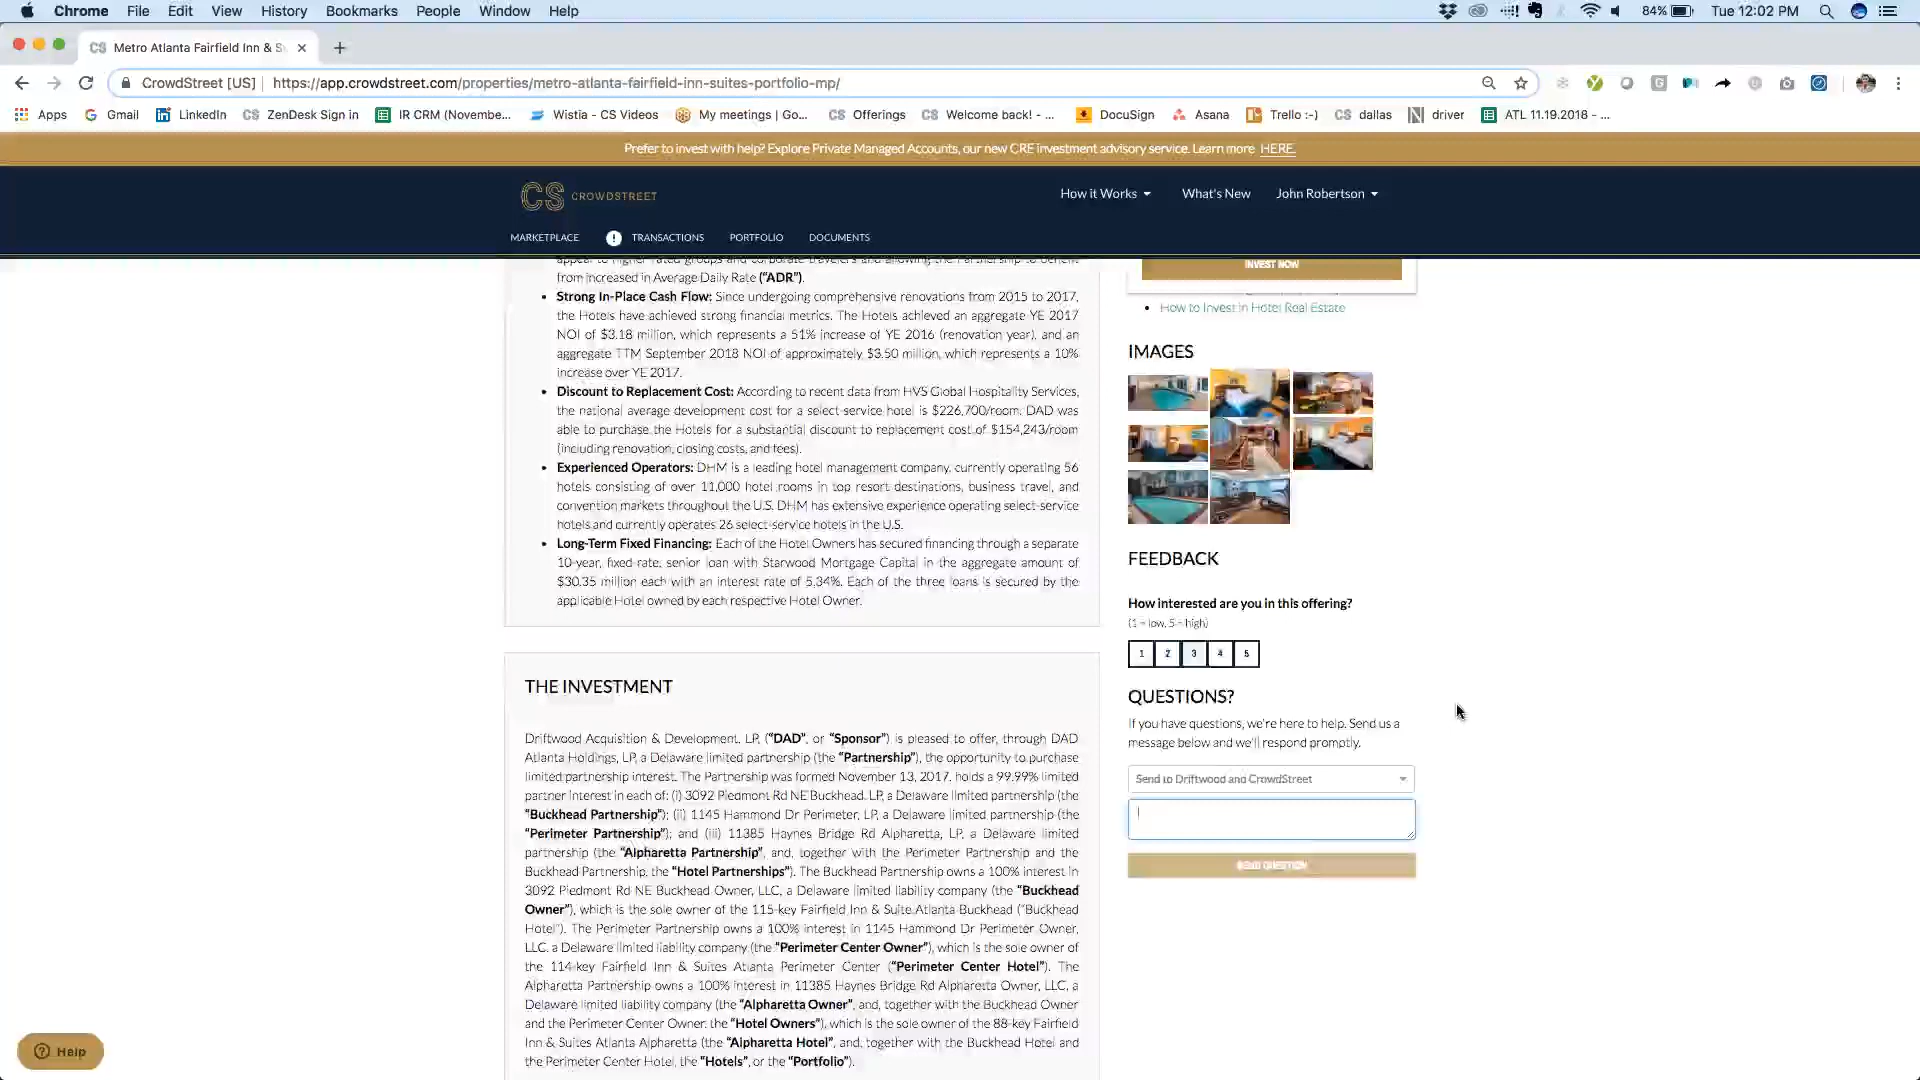 Chrome File Edit View History Bookmarks People Window Help
84% Tue 12:02 PM
CS Metro Atlanta Fairfield Inn & S
CrowdStreet [US] https://app.crowdstreet.com/properties/metro-atlanta-fairfield-inn-suites-portfolio-mp/
Apps Gmail LinkedIn ZenDesk Sign in IR CRM (Novembe... Wistia - CS Videos My meetings | Go... Offerings Welcome back! - ... DocuSign Asana Trello :-) dallas driver ATL 11.19.2018 - ...
Prefer to invest with help? Explore Private Managed Accounts, our new CRE investment advisory service. Learn more HERE.
CS CROWDSTREET
How it Works What's New John Robertson
MARKETPLACE ! TRANSACTIONS PORTFOLIO DOCUMENTS
appeal to higher rated groups and corporate travelers and allowing the Partnership to benefit
from increased in Average Daily Rate (“ADR”).
• Strong In-Place Cash Flow: Since undergoing comprehensive renovations from 2015 to 2017,
the Hotels have achieved strong financial metrics. The Hotels achieved an aggregate YE 2017
NOI of $3.18 million, which represents a 51% increase of YE 2016 (renovation year), and an
aggregate TTM September 2018 NOI of approximately $3.50 million, which represents a 10%
increase over YE 2017.
• Discount to Replacement Cost: According to recent data from HVS Global Hospitality Services,
the national average development cost for a select-service hotel is $226,700/room. DAD was
able to purchase the Hotels for a substantial discount to replacement cost of $154,243/room
(including renovation, closing costs, and fees).
• Experienced Operators: DHM is a leading hotel management company, currently operating 56
hotels consisting of over 11,000 hotel rooms in top resort destinations, business travel, and
convention markets throughout the U.S. DHM has extensive experience operating select-service
hotels and currently operates 26 select-service hotels in the U.S.
• Long-Term Fixed Financing: Each of the Hotel Owners has secured financing through a separate
10-year, fixed rate, senior loan with Starwood Mortgage Capital in the aggregate amount of
$30.35 million each with an interest rate of 5.34%. Each of the three loans is secured by the
applicable Hotel owned by each respective Hotel Owner.
THE INVESTMENT
Driftwood Acquisition & Development, LP, (“DAD”, or “Sponsor”) is pleased to offer, through DAD
Atlanta Holdings, LP, a Delaware limited partnership (the “Partnership”), the opportunity to purchase
limited partnership interest. The Partnership was formed November 13, 2017, holds a 99.99% limited
partner interest in each of: (i) 3092 Piedmont Rd NE Buckhead, LP, a Delaware limited partnership (the
“Buckhead Partnership”); (ii) 1145 Hammond Dr Perimeter, LP, a Delaware limited partnership (the
“Perimeter Partnership”); and (iii) 11385 Haynes Bridge Rd Alpharetta, LP, a Delaware limited
partnership (the “Alpharetta Partnership”, and, together with the Perimeter Partnership and the
Buckhead Partnership, the “Hotel Partnerships”). The Buckhead Partnership owns a 100% interest in
3092 Piedmont Rd NE Buckhead Owner, LLC, a Delaware limited liability company (the “Buckhead
Owner”), which is the sole owner of the 115-key Fairfield Inn & Suite Atlanta Buckhead (“Buckhead
Hotel”). The Perimeter Partnership owns a 100% interest in 1145 Hammond Dr Perimeter Owner,
LLC, a Delaware limited liability company (the “Perimeter Center Owner”), which is the sole owner of
the 114-key Fairfield Inn & Suites Atlanta Perimeter Center (“Perimeter Center Hotel”). The
Alpharetta Partnership owns a 100% interest in 11385 Haynes Bridge Rd Alpharetta Owner, LLC, a
Delaware limited liability company (the “Alpharetta Owner”, and, together with the Buckhead Owner
and the Perimeter Center Owner, the “Hotel Owners”), which is the sole owner of the 88-key Fairfield
Inn & Suites Atlanta Alpharetta (the “Alpharetta Hotel”, and, together with the Buckhead Hotel and
the Perimeter Center Hotel, the “Hotels”, or the “Portfolio”).
INVEST NOW
• How to Invest in Hotel Real Estate
IMAGES
FEEDBACK
How interested are you in this offering?
(1 = low, 5 = high)
1 2 3 4 5
QUESTIONS?
If you have questions, we're here to help. Send us a
message below and we'll respond promptly.
Send to Driftwood and CrowdStreet
SEND QUESTION
Help